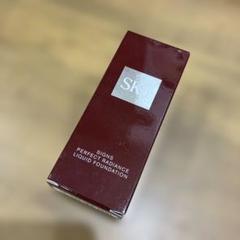 SK-II
SIGNS
PERFECT RADIANCE
LIQUID FOUNDATION